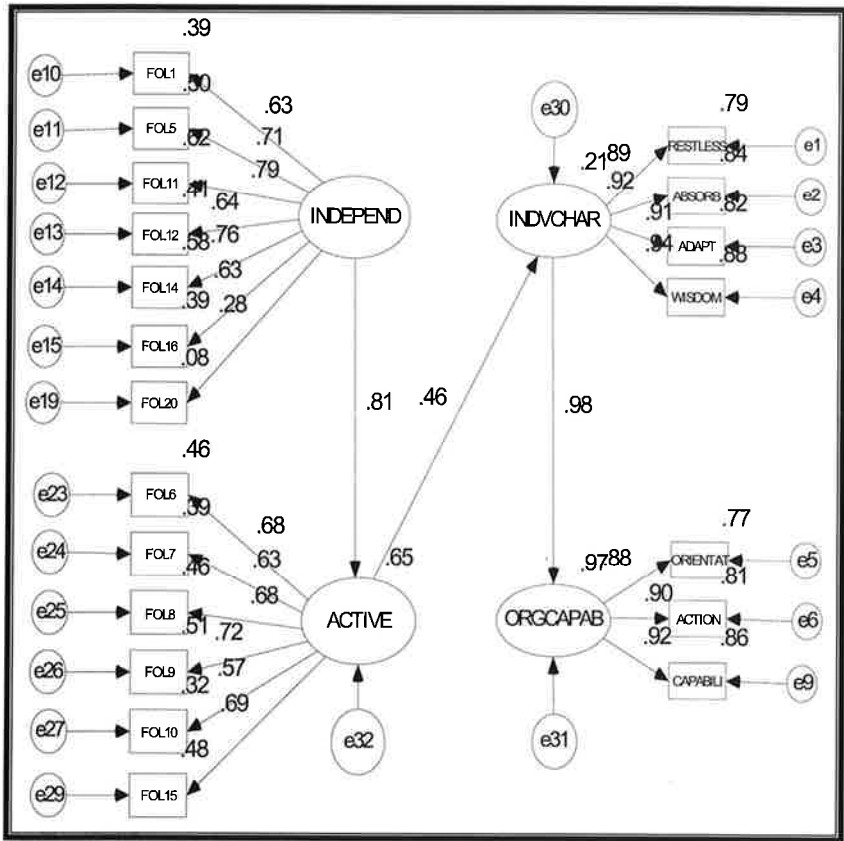 .39
e10 FOL1
.50 .63
e11 FOL5 .71
.62 .79
e12 FOL11
.41 .64
e13 FOL12 .76
.58
e14 FOL14 .63
.39 .28
e15 FOL16
.08
e19 FOL20
INDEPEND
.81
.46
e23 FOL6
.39 .68
e24 FOL7 .63
.46 .68
e25 FOL8
.51 .72
e26 FOL9 .57
.32 .69
e27 FOL10
.48
e29 FOL15
.65
ACTIVE
e32
.46
e30
.21
INDVCHAR
.79
.89 RESTLESS e1
.84
.92 ABSORB e2
.82
.91 ADAPT e3
.88
.94 WISDOM e4
.98
.97
ORGCAPAB
e31
.77
.88 ORIENTAT e5
.81
.90 ACTION e6
.86
.92 CAPABILI e9